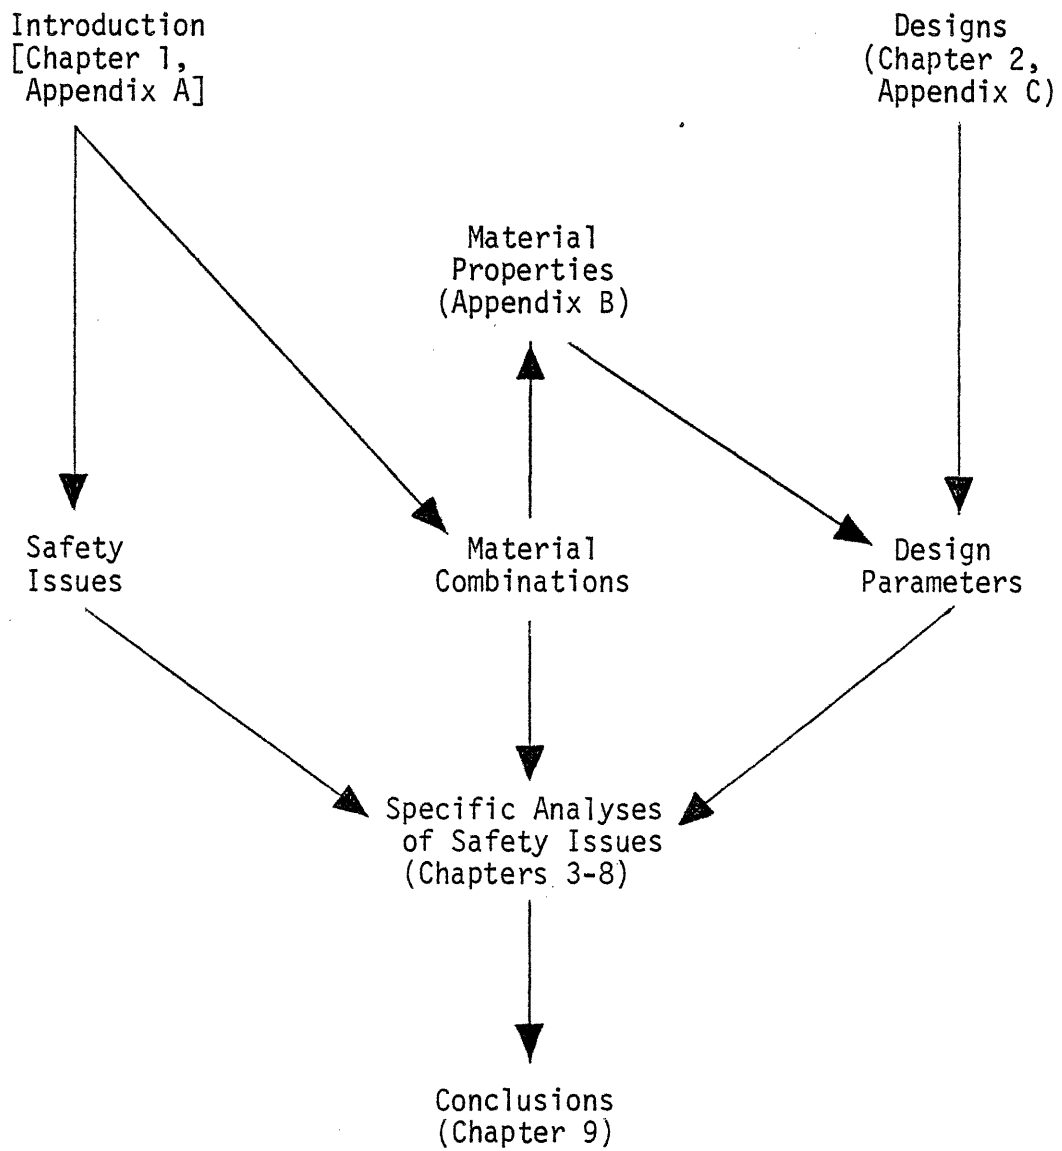 Introduction
[Chapter 1,
Appendix A]
Designs
(Chapter 2,
Appendix C)
Material
Properties
(Appendix B)
Safety
Issues
Material
Combinations
Design
Parameters
Specific Analyses
of Safety Issues
(Chapters 3-8)
Conclusions
(Chapter 9)